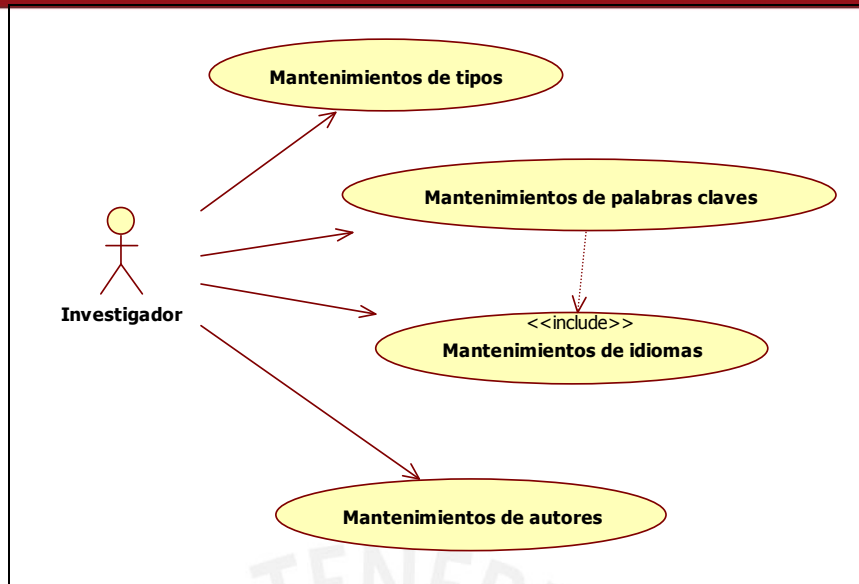 Mantenimientos de tipos
Mantenimientos de palabras claves
Investigador
<<include>>
Mantenimientos de idiomas
Mantenimientos de autores